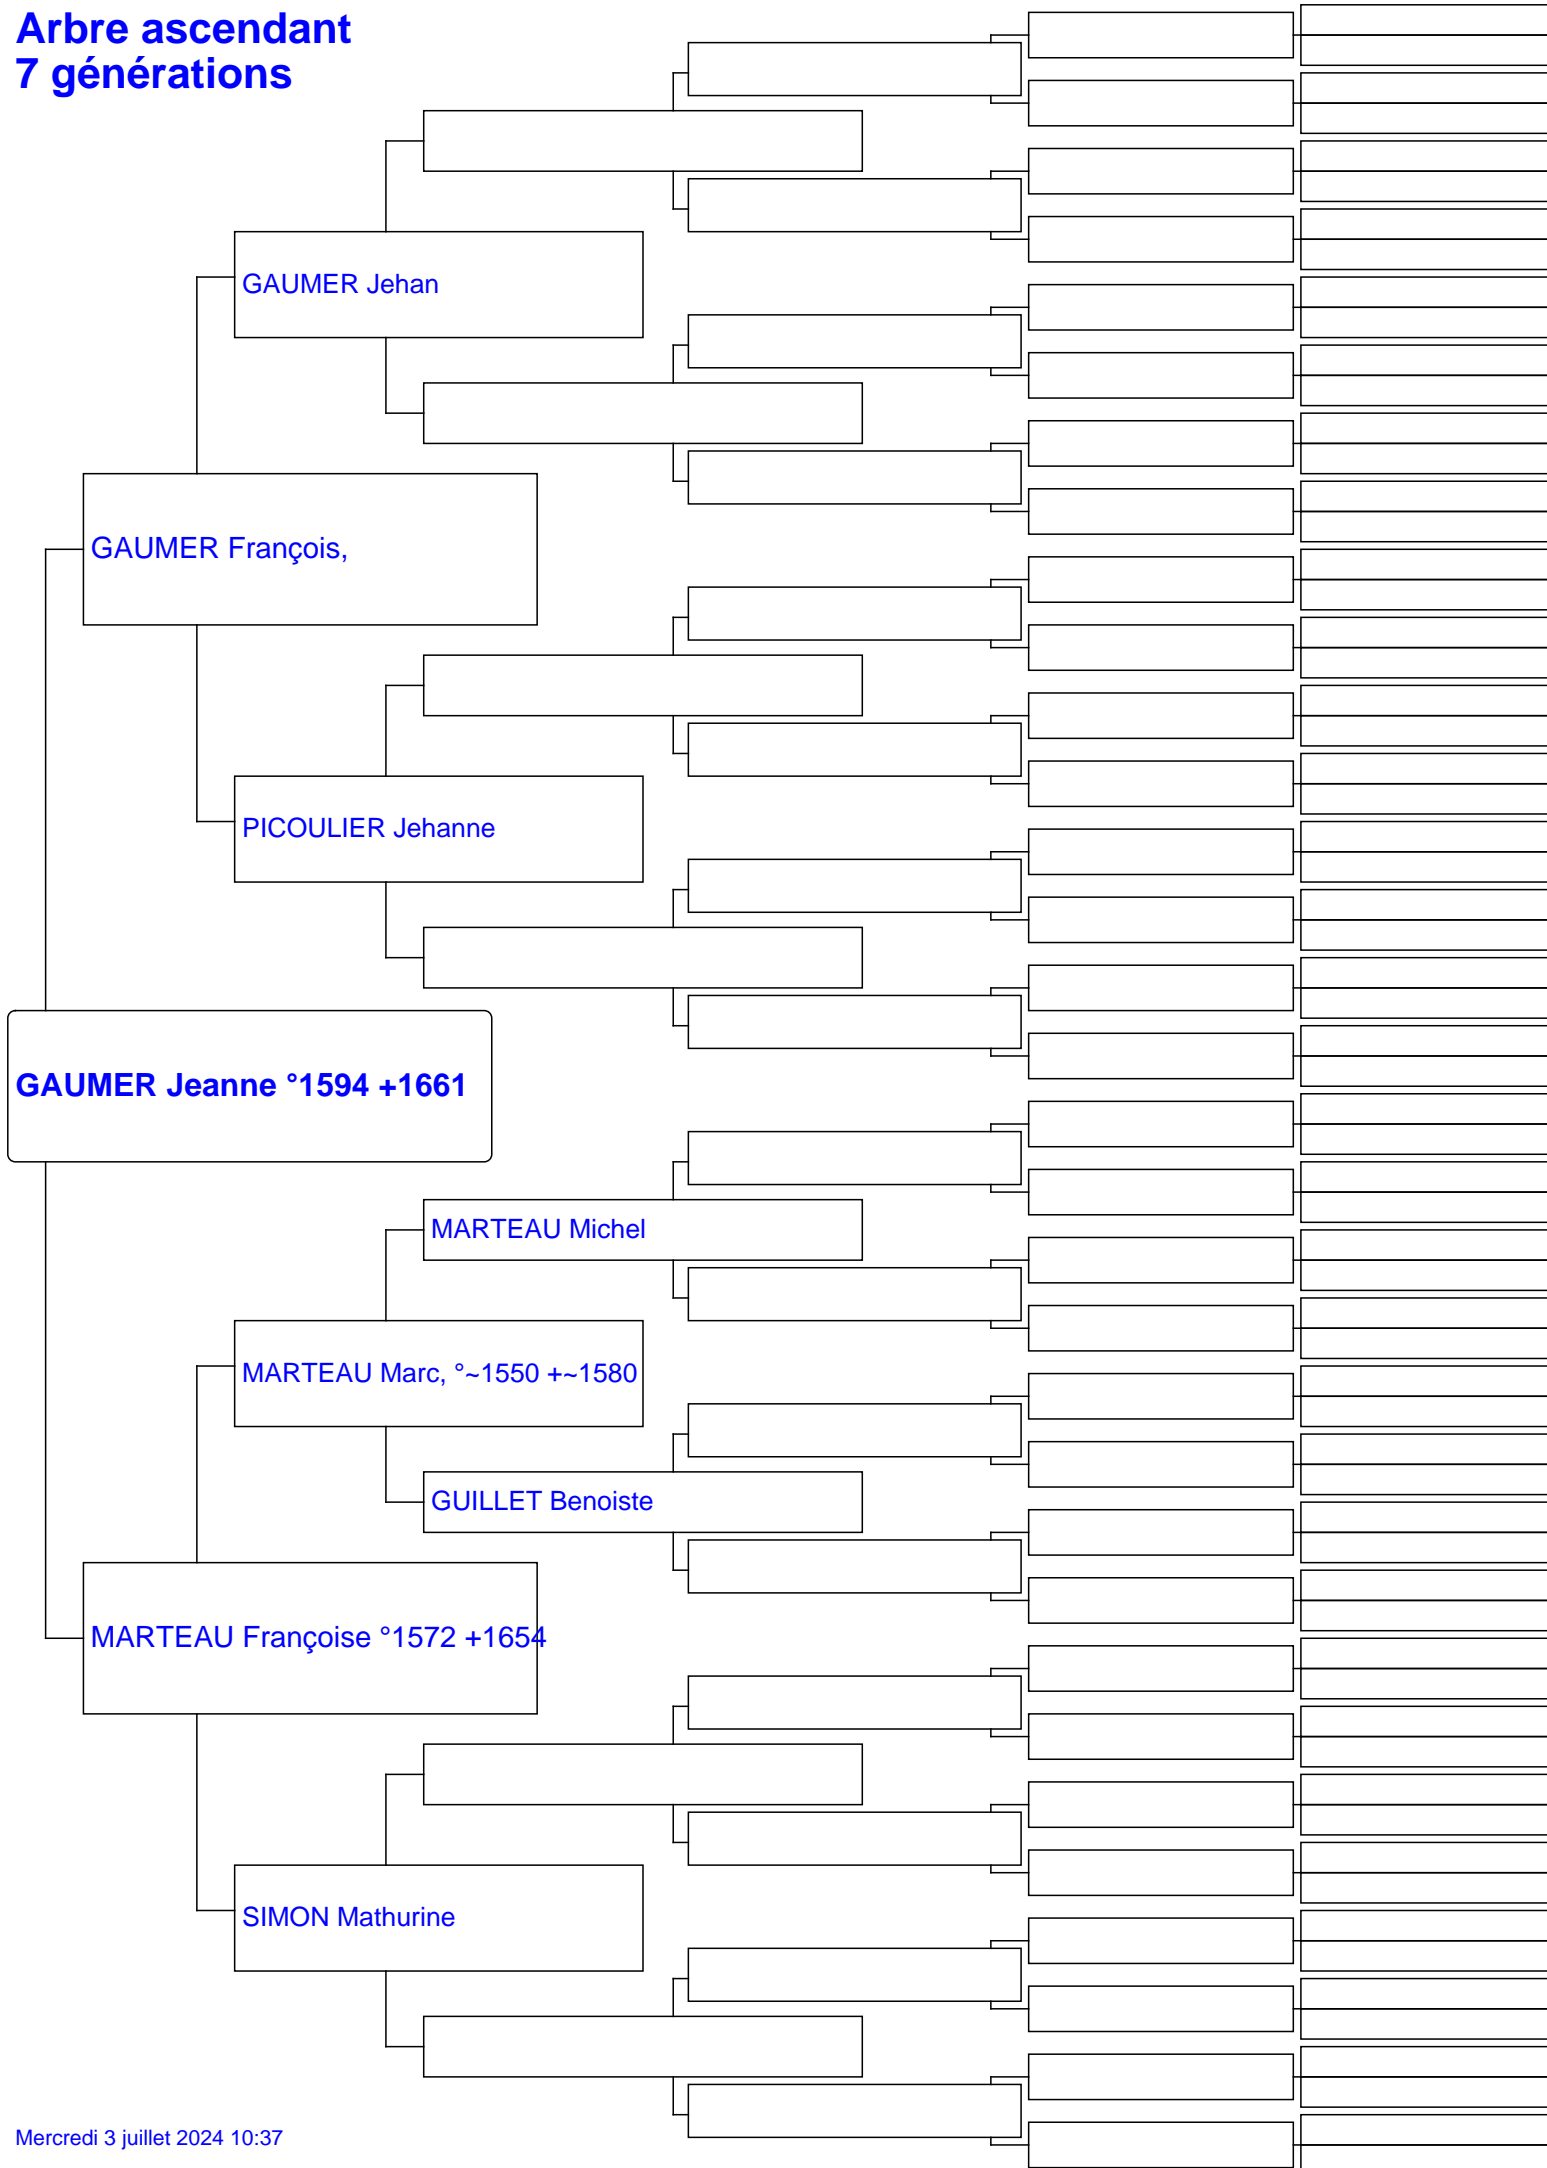 Arbre ascendant
7 générations
GAUMER Jehan
GAUMER François,
PICOULIER Jehanne
GAUMER Jeanne °1594 +1661
MARTEAU Michel
MARTEAU Marc, °~1550 +~1580
GUILLET Benoiste
MARTEAU Françoise °1572 +1654
SIMON Mathurine
Mercredi 3 juillet 2024 10:37